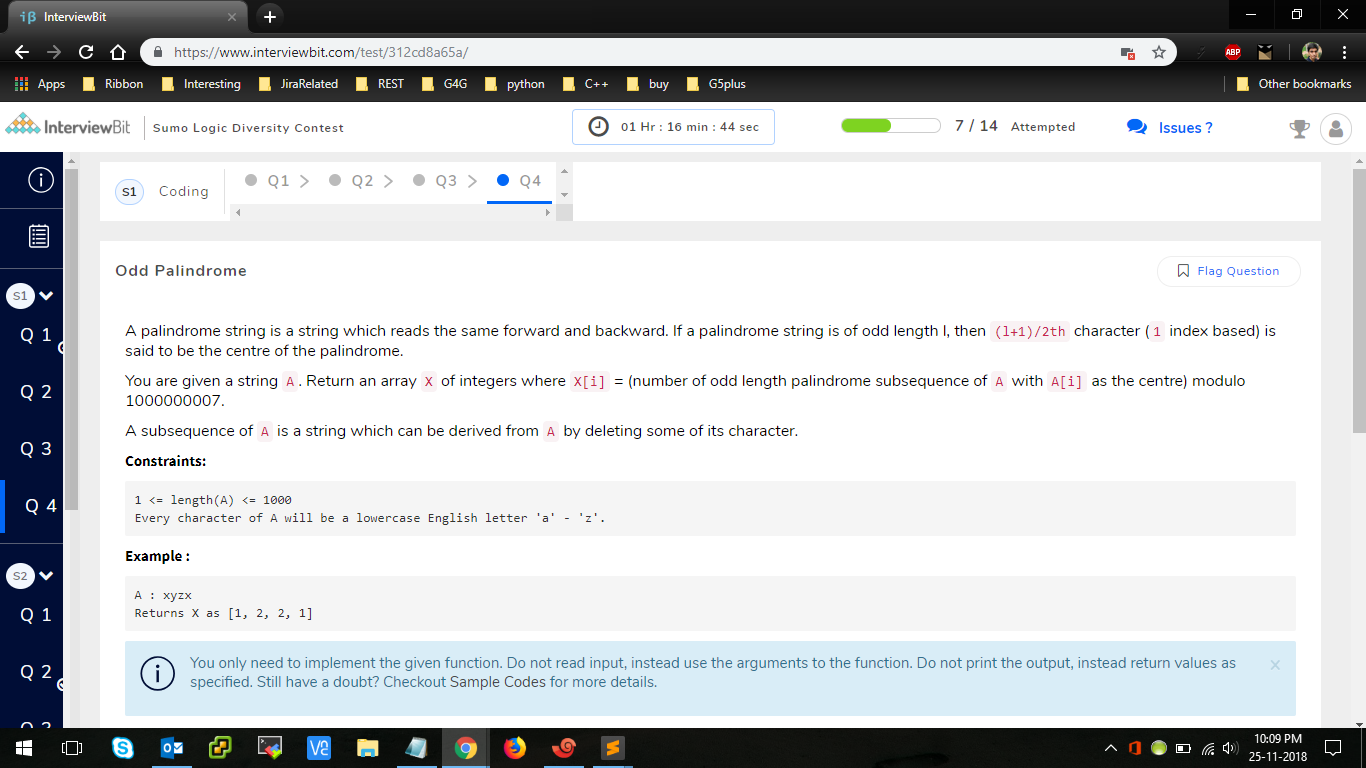 InterviewBit
https://www.interviewbit.com/test/312cd8a65a/
ABP
Apps Ribbon Interesting JiraRelated REST G4G python C++ buy G5plus Other bookmarks
InterviewBit Sumo Logic Diversity Contest 01 Hr : 16 min : 44 sec 7 / 14 Attempted Issues ?
S1 Coding Q1 Q2 Q3 Q4
S1
Q 1
Q 2
Q 3
Q 4
S2
Q 1
Q 2
Odd Palindrome
Flag Question
A palindrome string is a string which reads the same forward and backward. If a palindrome string is of odd length l, then (l+1)/2th character ( 1 index based) is
said to be the centre of the palindrome.
You are given a string A . Return an array X of integers where X[i] = (number of odd length palindrome subsequence of A with A[i] as the centre) modulo
1000000007.
A subsequence of A is a string which can be derived from A by deleting some of its character.
Constraints:
1 <= length(A) <= 1000
Every character of A will be a lowercase English letter 'a' - 'z'.
Example :
A : xyzx
Returns X as [1, 2, 2, 1]
You only need to implement the given function. Do not read input, instead use the arguments to the function. Do not print the output, instead return values as
specified. Still have a doubt? Checkout Sample Codes for more details.
10:09 PM
25-11-2018